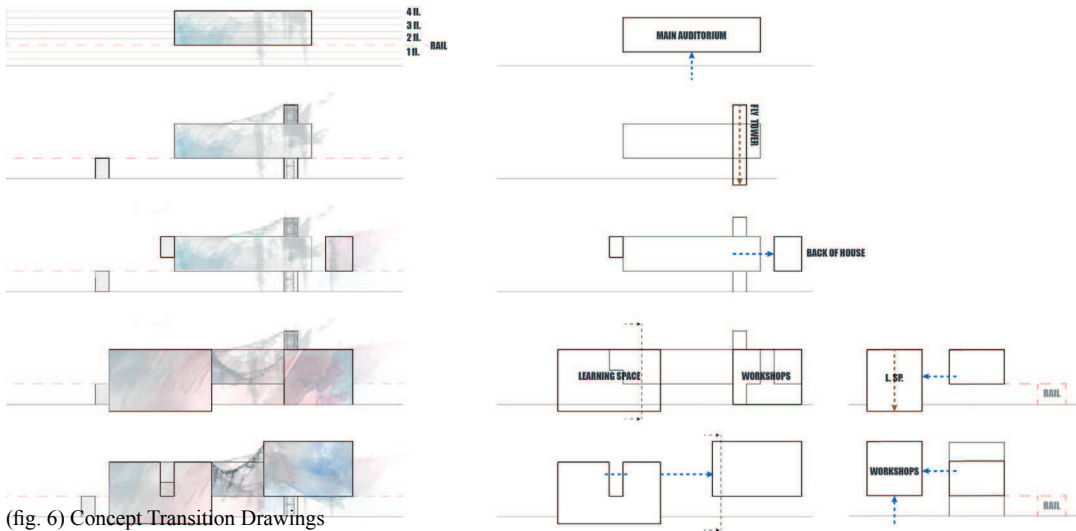 4 fl.
3 fl.
2 fl.
RAIL
1 fl.
MAIN AUDITORIUM
FLY TOWER
BACK OF HOUSE
LEARNING SPACE
WORKSHOPS
L. SP.
RAIL
WORKSHOPS
RAIL
(fig. 6) Concept Transition Drawings